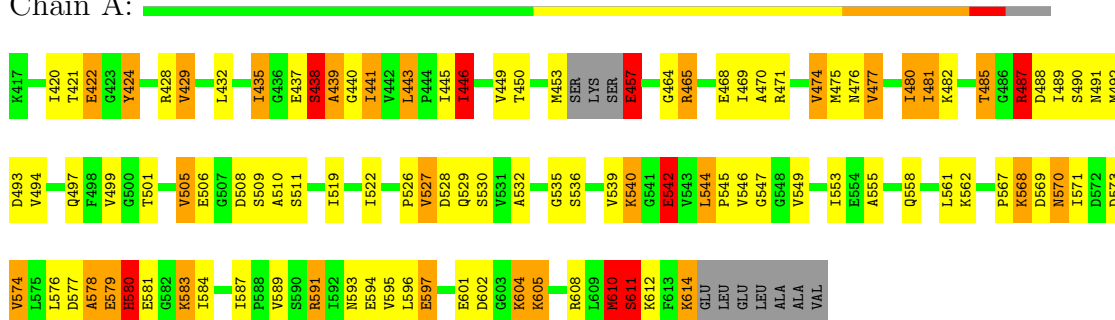 Chain A:
K417 I420 T421 E422 G423 Y424 R428 V429 L432 I435 G436 E437 S438 A439 G440 I441 V442 L443 P444 I445 I446 V449 T450 M453 SER LYS SER E457 G464 R465 E468 I469 A470 R471 V474 M475 N476 V477 I480 I481 K482 T485 G486 R487 D488 I489 S490 N491 M492
D493 V494 Q497 F498 V499 G500 T501 V505 E506 G507 D508 S509 A510 S511 I519 I522 P526 V527 D528 Q529 S530 V531 A532 G535 S536 V539 K540 G541 E542 V543 L544 P545 V546 G547 G548 V549 I553 E554 A555 Q558 L561 K562 P567 K568 D569 N570 I571 D572 D573
V574 L575 L576 D577 A578 E579 H580 E581 G582 K583 I584 I587 P588 V589 S590 R591 I592 N593 E594 V595 L596 E597 E601 D602 G603 K604 K605 R608 L609 M610 S611 K612 F613 K614 GLU LEU GLU LEU ALA ALA VAL